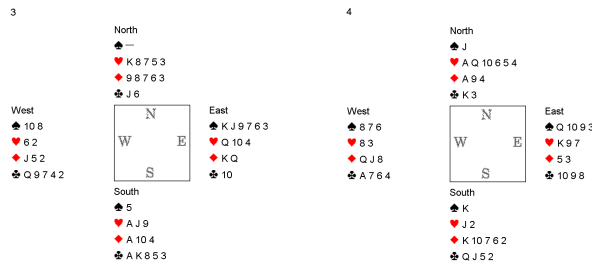 3
North
♠ —
♥ K 8 7 5 3
♦ 9 8 7 6 3
♣ J 6
West
♠ 10 8
♥ 6 2
♦ J 5 2
♣ Q 9 7 4 2
N
W E
S
East
♠ K J 9 7 6 3
♥ Q 10 4
♦ K Q
♣ 10
South
♠ 5
♥ A J 9
♦ A 10 4
♣ A K 8 5 3
4
North
♠ J
♥ A Q 10 6 5 4
♦ A 9 4
♣ K 3
West
♠ 8 7 6
♥ 8 3
♦ Q J 8
♣ A 7 6 4
N
W E
S
East
♠ Q 10 9 3
♥ K 9 7
♦ 5 3
♣ 10 9 8
South
♠ K
♥ J 2
♦ K 10 7 6 2
♣ Q J 5 2